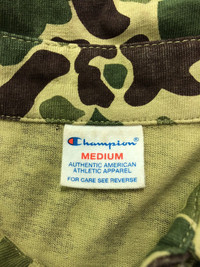 Champion
MEDIUM
AUTHENTIC AMERICAN
ATHLETIC APPAREL
FOR CARE SEE REVERSE